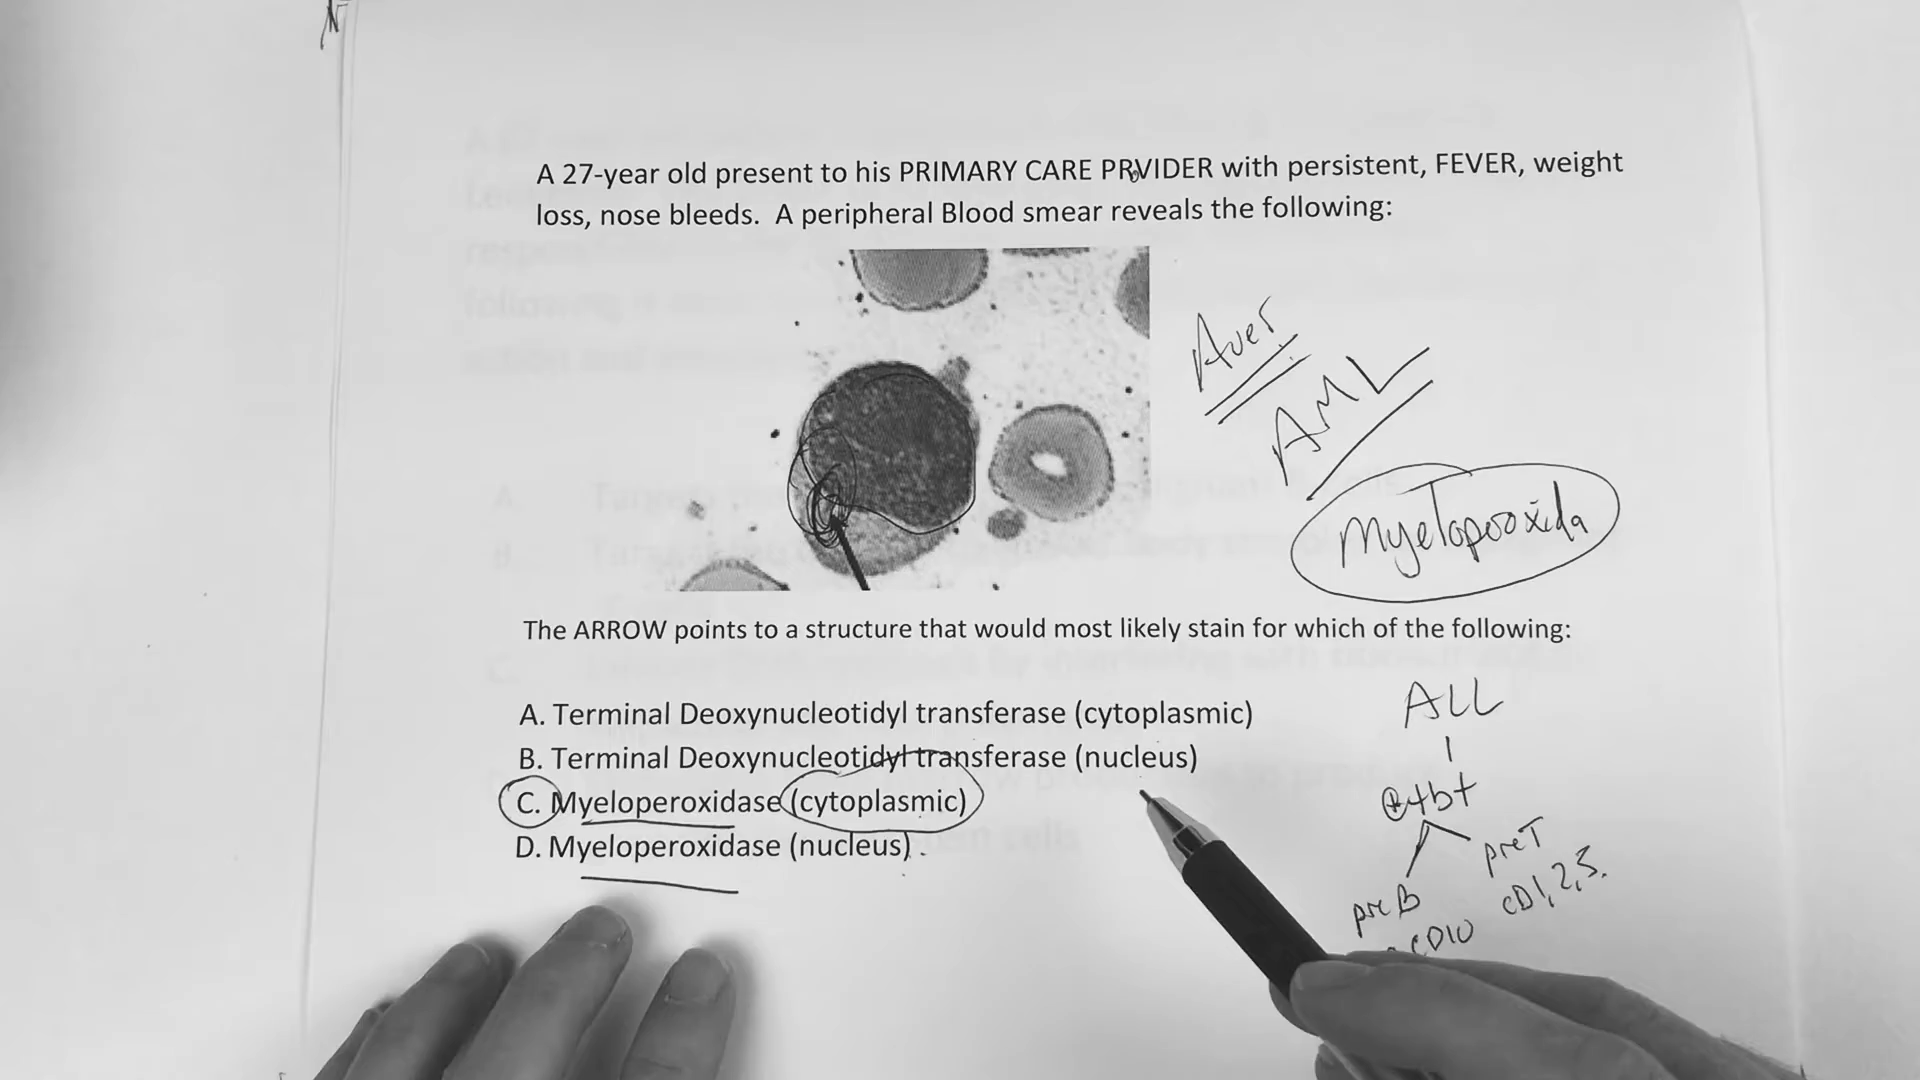 A 27-year old present to his PRIMARY CARE PRVIDER with persistent, FEVER, weight
loss, nose bleeds. A peripheral Blood smear reveals the following:
Auer
AML
Myeloperoxida
The ARROW points to a structure that would most likely stain for which of the following:
A. Terminal Deoxynucleotidyl transferase (cytoplasmic)
B. Terminal Deoxynucleotidyl transferase (nucleus)
C. Myeloperoxidase (cytoplasmic)
D. Myeloperoxidase (nucleus) .
ALL
preT
CD1, 2, 5.
preB
CD10